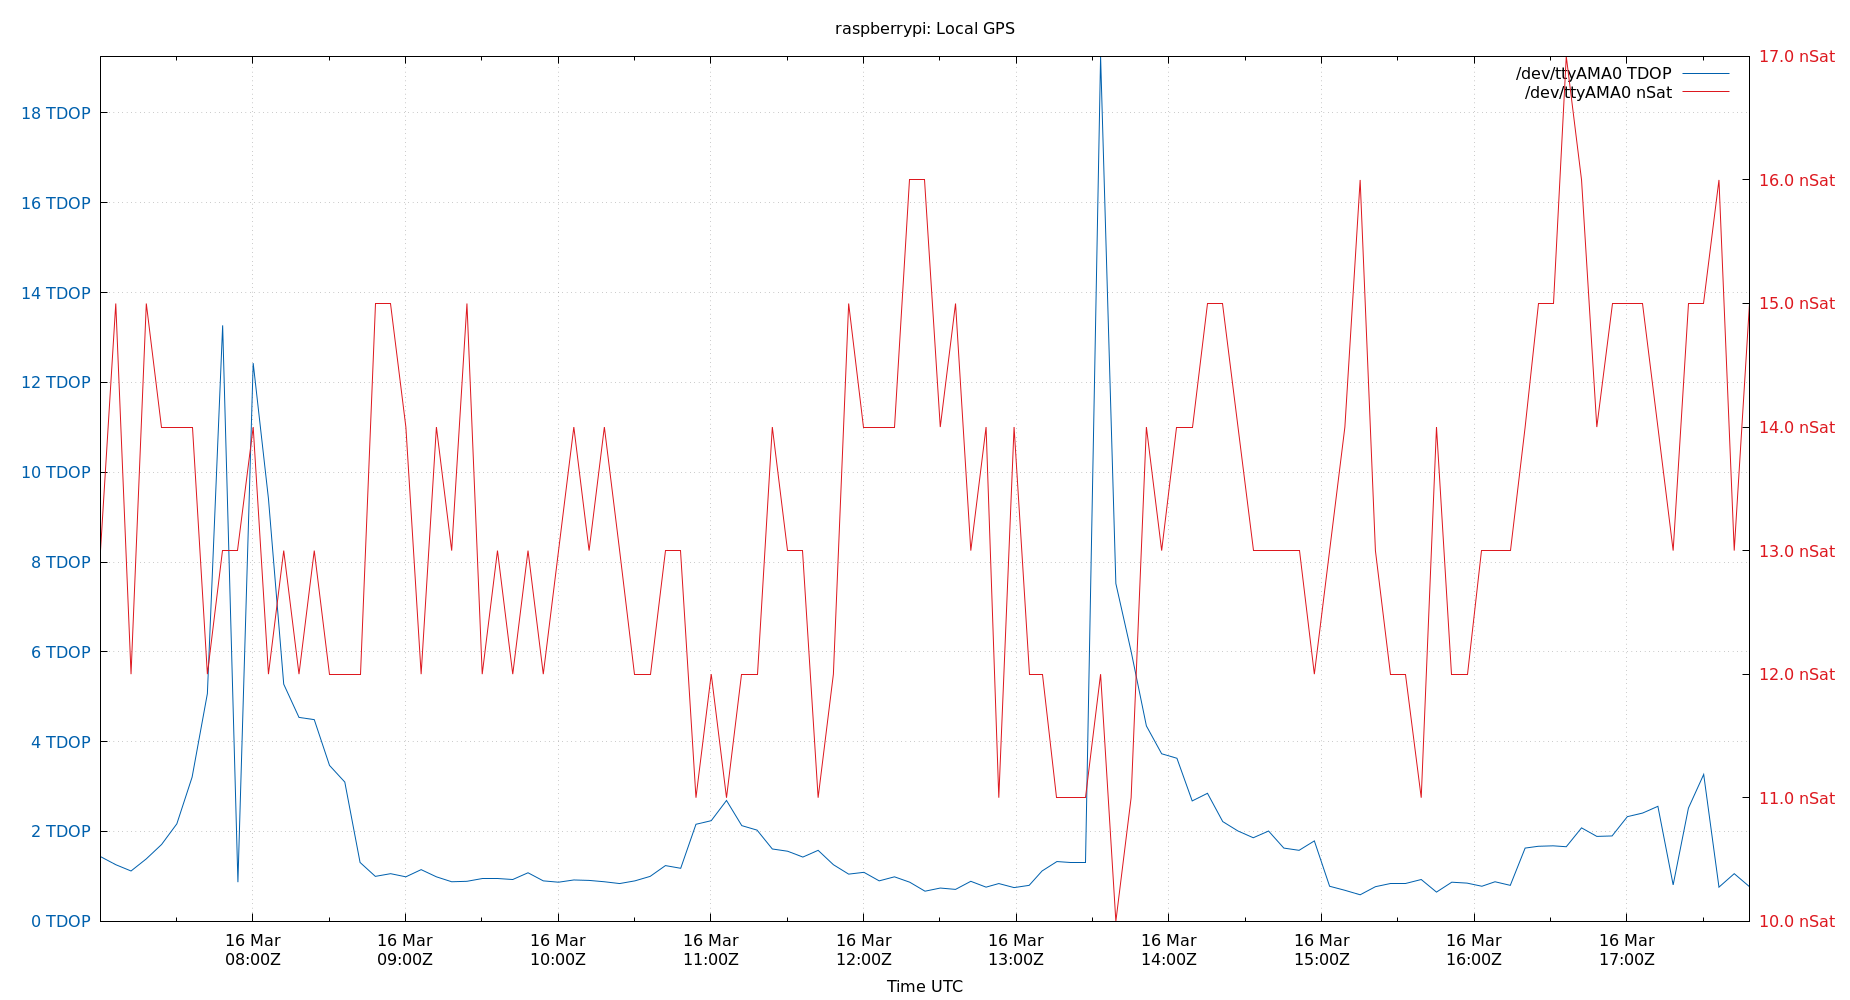 raspberrypi: Local GPS
17.0 nSat
/dev/ttyAMA0 TDOP
/dev/ttyAMA0 nSat
18 TDOP
16.0 nSat
16 TDOP
14 TDOP
15.0 nSat
12 TDOP
14.0 nSat
10 TDOP
13.0 nSat
8 TDOP
12.0 nSat
6 TDOP
4 TDOP
11.0 nSat
2 TDOP
0 TDOP
10.0 nSat
16 Mar 16 Mar 16 Mar 16 Mar 16 Mar 16 Mar 16 Mar 16 Mar 16 Mar 16 Mar
08:00Z 09:00Z 10:00Z 11:00Z 12:00Z 13:00Z 14:00Z 15:00Z 16:00Z 17:00Z
Time UTC